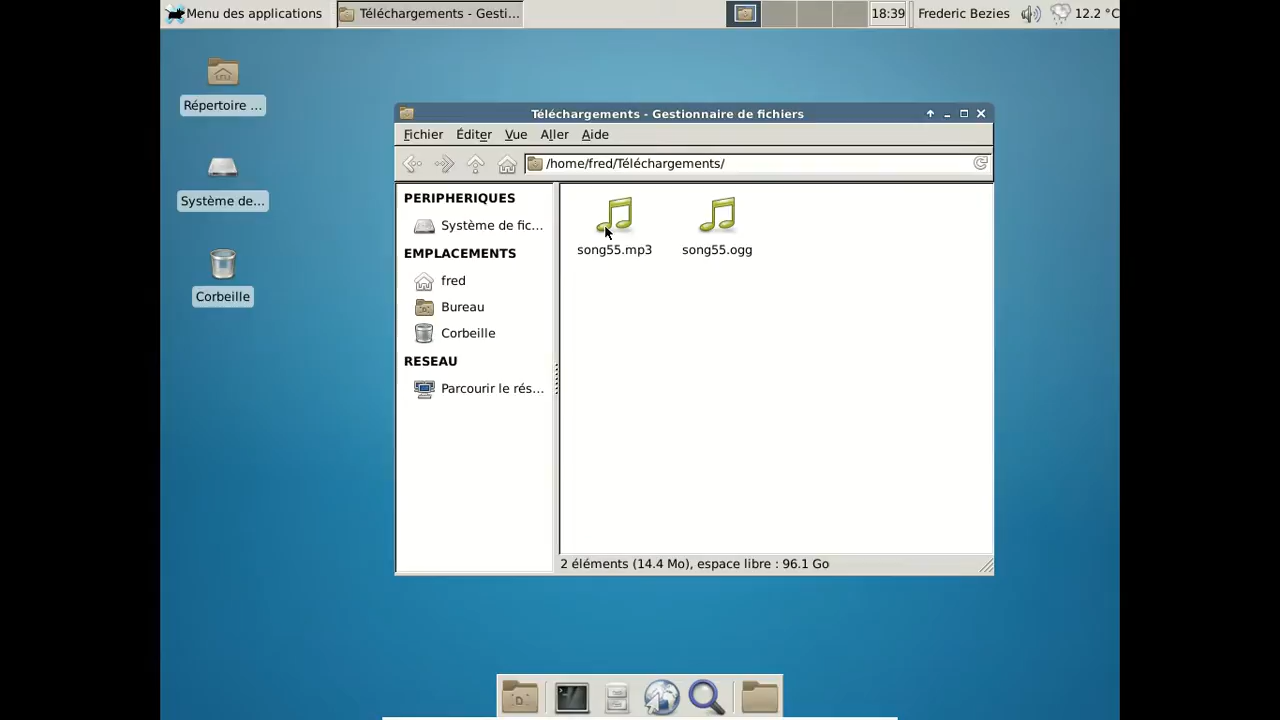 Menu des applications
Téléchargements - Gesti...
18:39
Frederic Bezies
12.2 °C
Répertoire ...
Système de...
Corbeille
Téléchargements - Gestionnaire de fichiers
Fichier
Éditer
Vue
Aller
Aide
/home/fred/Téléchargements/
PERIPHERIQUES
Système de fic...
EMPLACEMENTS
fred
Bureau
Corbeille
RESEAU
Parcourir le rés...
song55.mp3
song55.ogg
2 éléments (14.4 Mo), espace libre : 96.1 Go